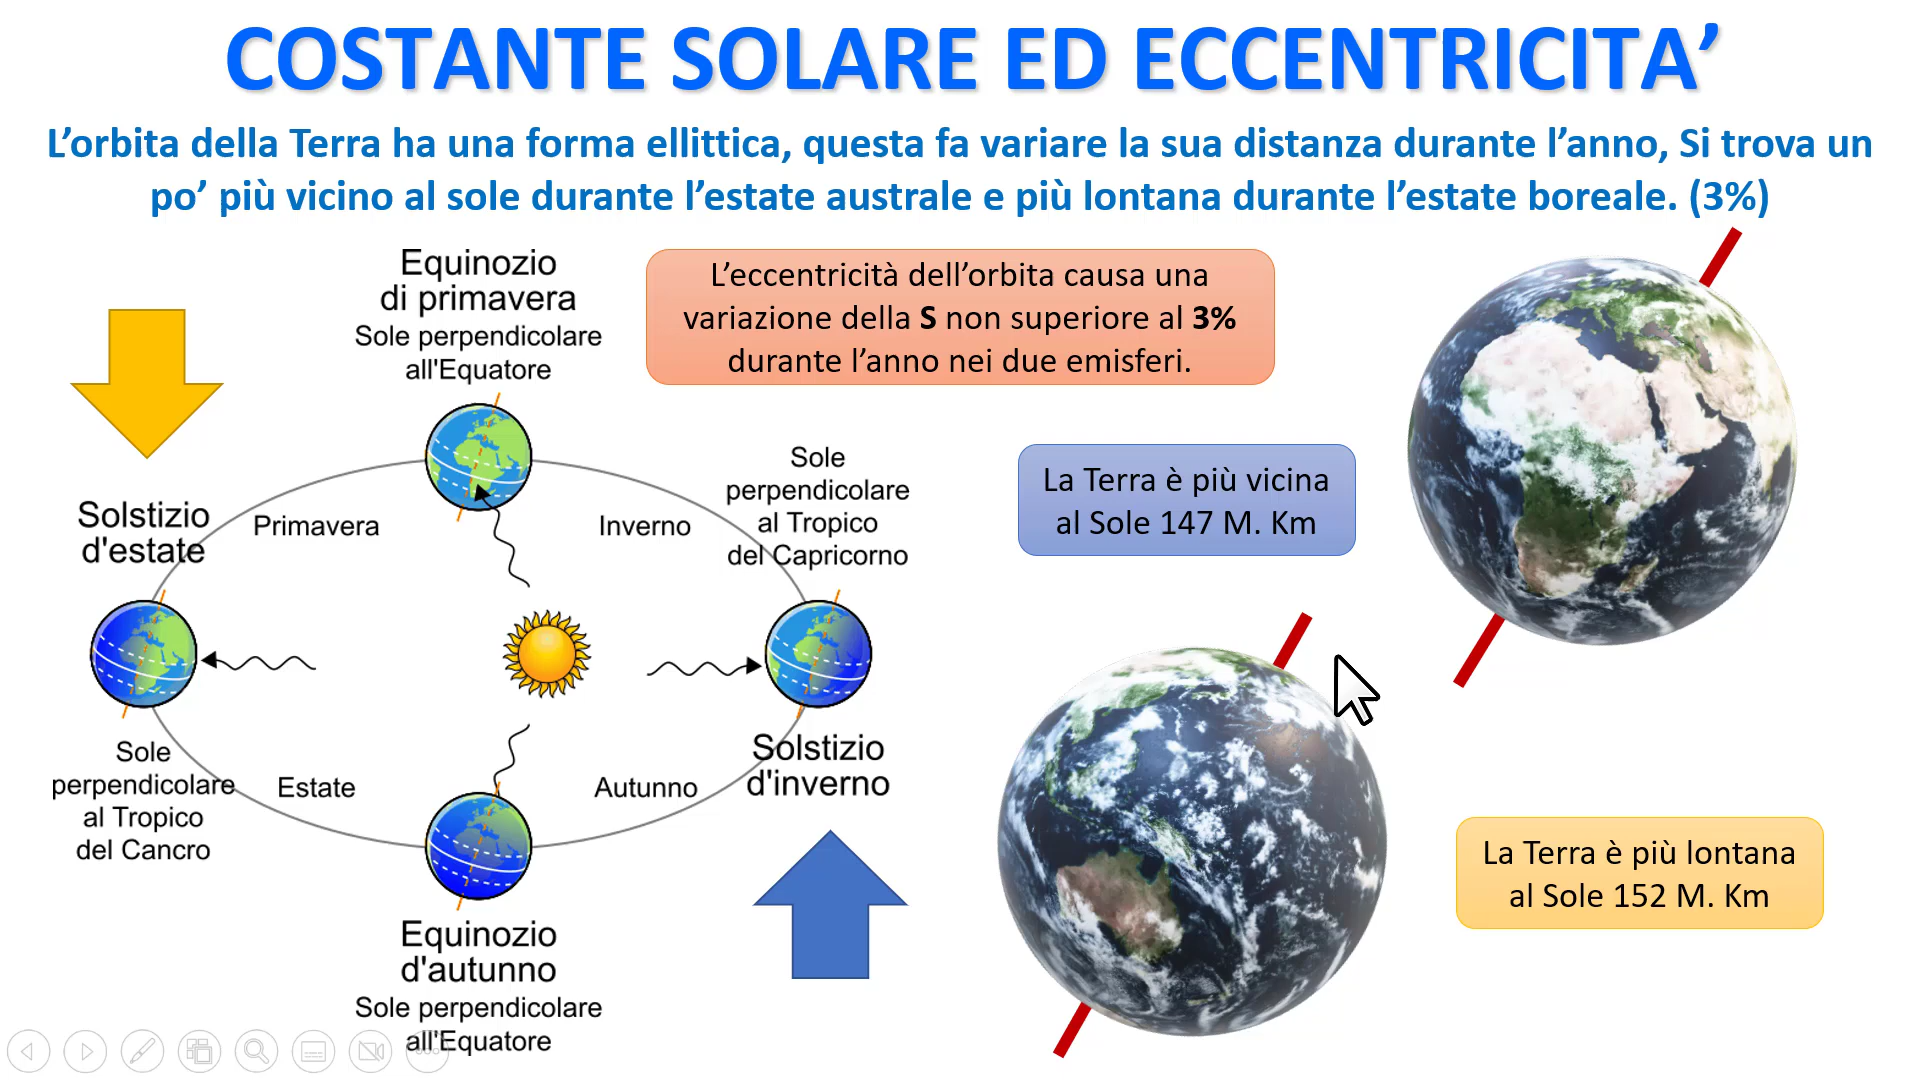 COSTANTE SOLARE ED ECCENTRICITA’
L’orbita della Terra ha una forma ellittica, questa fa variare la sua distanza durante l’anno, Si trova un
po’ più vicino al sole durante l’estate australe e più lontana durante l’estate boreale. (3%)
Equinozio
di primavera
Sole perpendicolare
all'Equatore
L’eccentricità dell’orbita causa una
variazione della S non superiore al 3%
durante l’anno nei due emisferi.
Solstizio
d'estate
Primavera
Inverno
Sole
perpendicolare
al Tropico
del Capricorno
La Terra è più vicina
al Sole 147 M. Km
Sole
perpendicolare
al Tropico
del Cancro
Estate
Autunno
Solstizio
d'inverno
La Terra è più lontana
al Sole 152 M. Km
Equinozio
d'autunno
Sole perpendicolare
all'Equatore